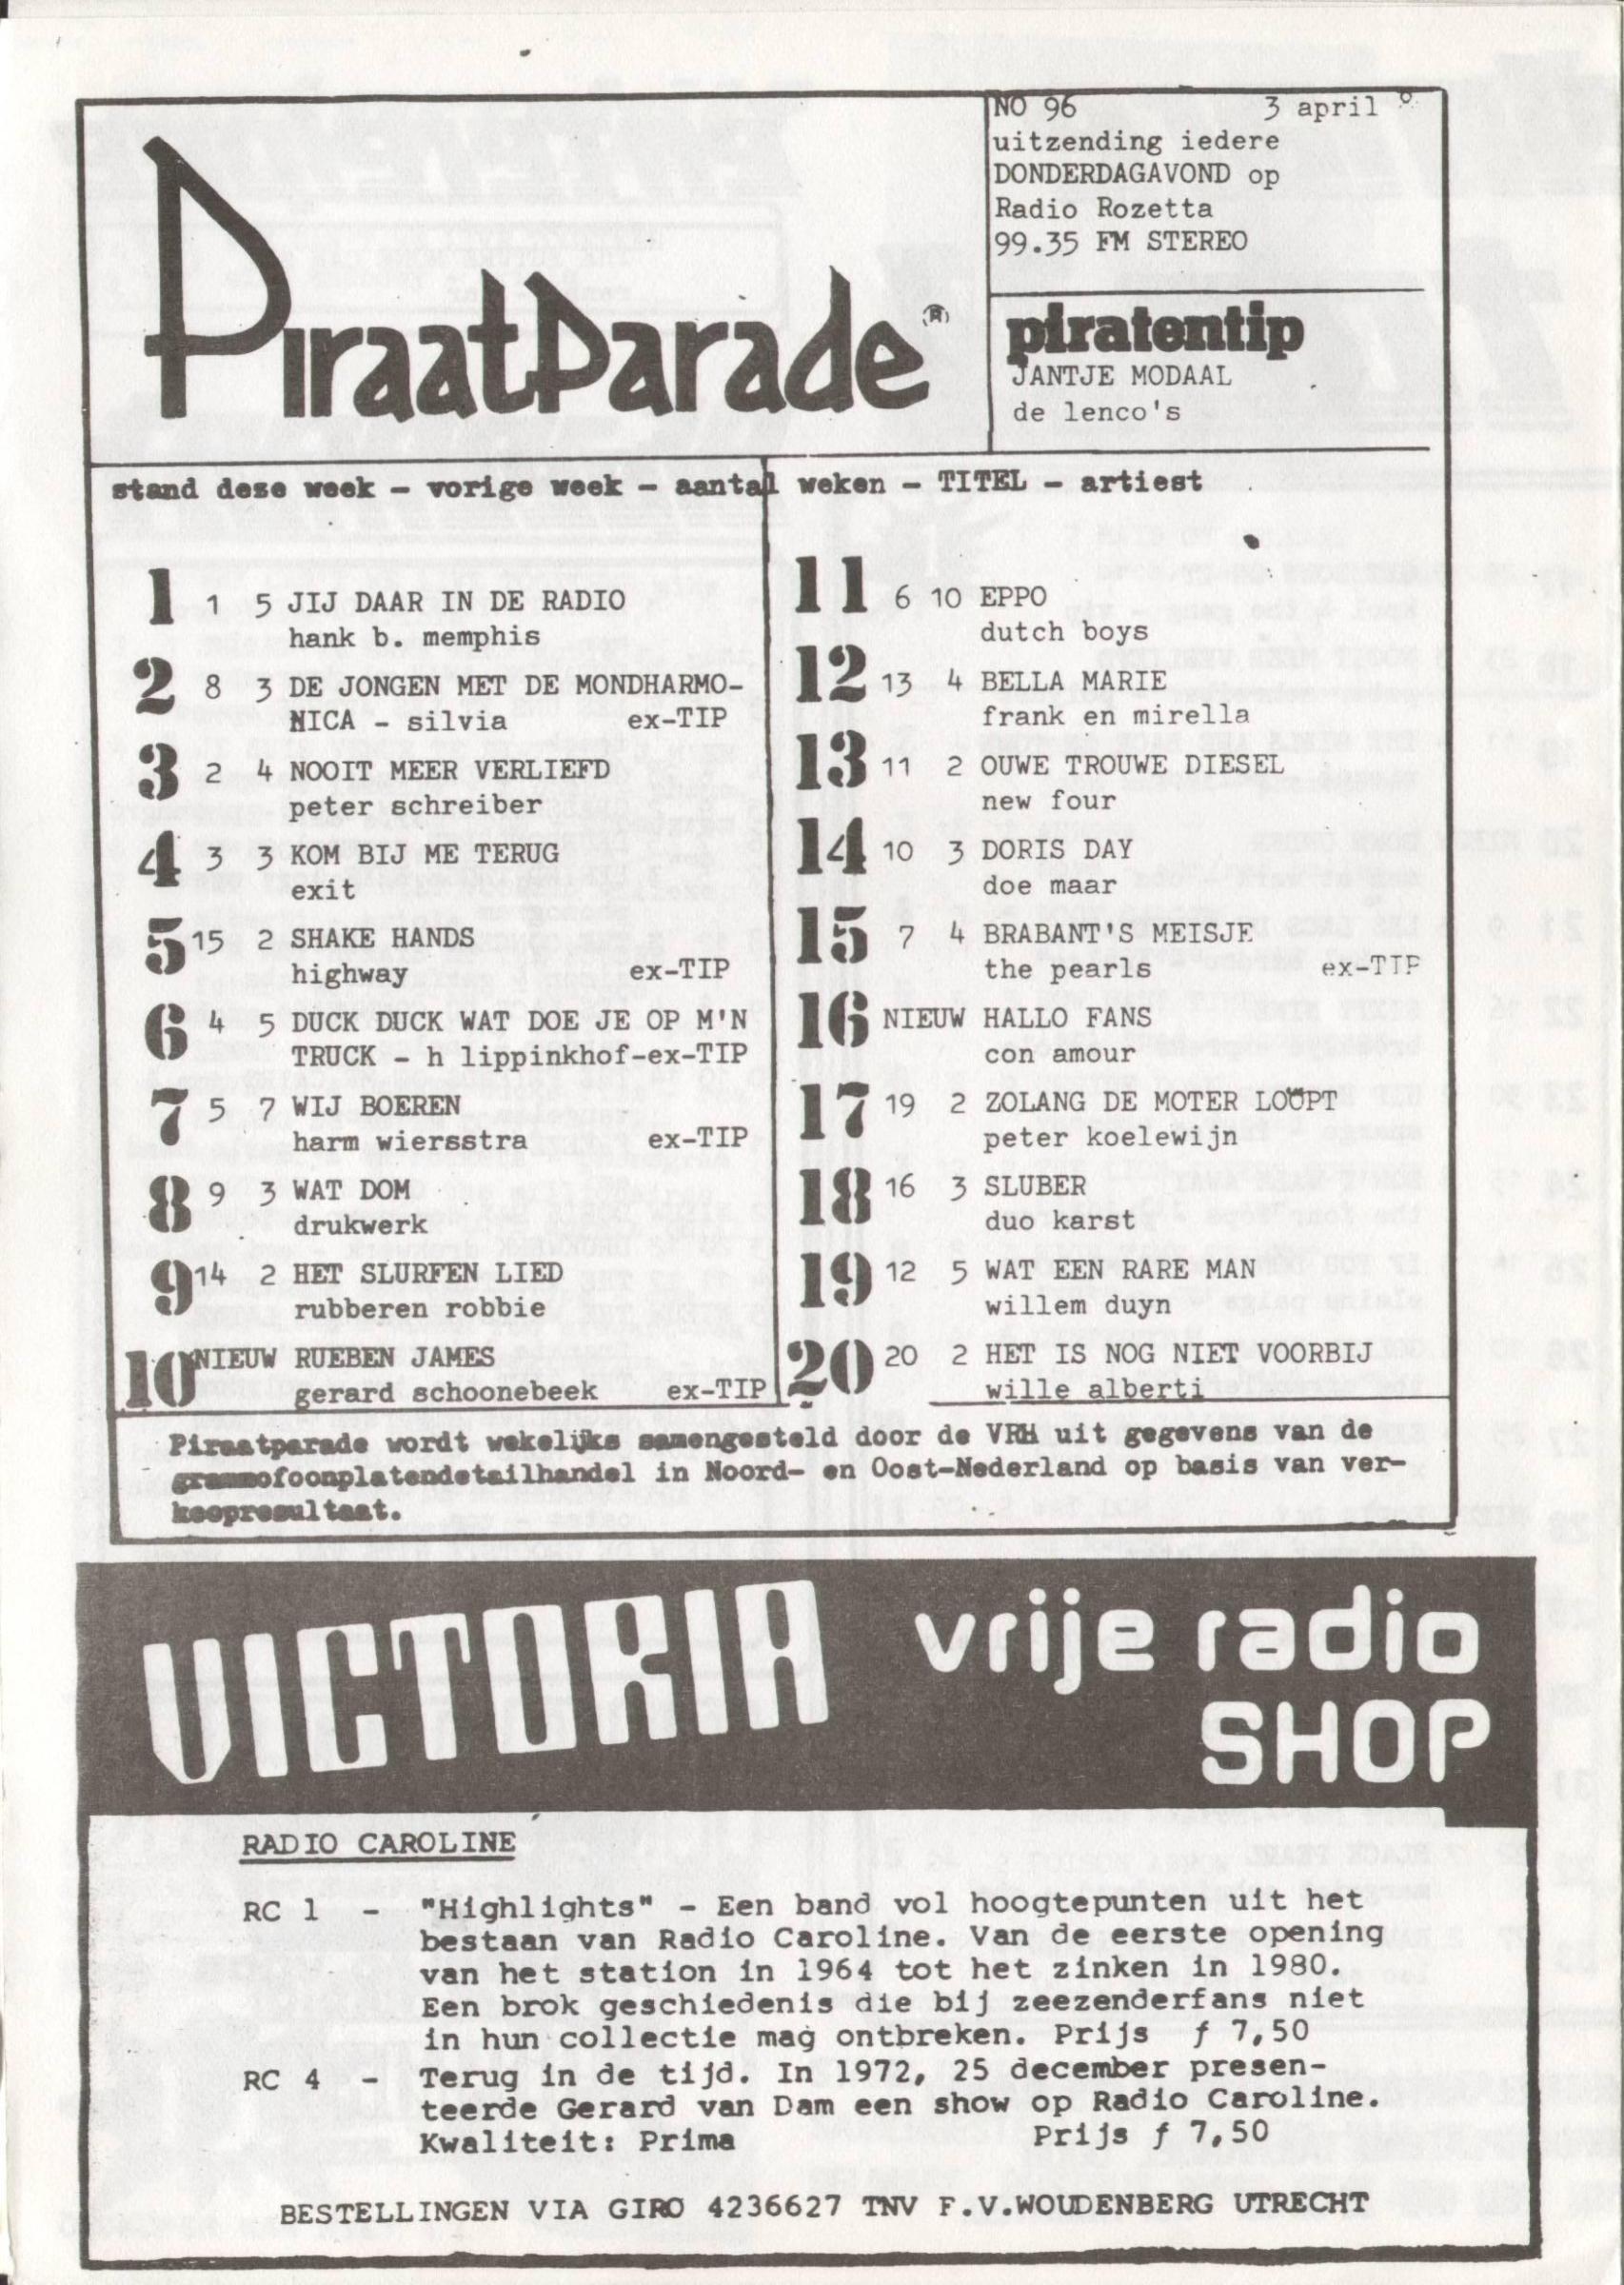 PiraatParade ®
NO 96 3 april
uitzending iedere
DONDERDAGAVOND op
Radio Rozetta
99.35 FM STEREO
piratentip
JANTJE MODAAL
de lenco's
stand deze week - vorige week - aantal weken - TITEL - artiest
1 1 5 JIJ DAAR IN DE RADIO
hank b. memphis
2 8 3 DE JONGEN MET DE MONDHARMO-
NICA - silvia ex-TIP
3 2 4 NOOIT MEER VERLIEFD
peter schreiber
4 3 3 KOM BIJ ME TERUG
exit
5 15 2 SHAKE HANDS
highway ex-TIP
6 4 5 DUCK DUCK WAT DOE JE OP M'N
TRUCK - h lippinkhof-ex-TIP
7 5 7 WIJ BOEREN
harm wiersstra ex-TIP
8 9 3 WAT DOM
drukwerk
9 14 2 HET SLURFEN LIED
rubberen robbie
10 NIEUW RUEBEN JAMES
gerard schoonebeek ex-TIP
11 6 10 EPPO
dutch boys
12 13 4 BELLA MARIE
frank en mirella
13 11 2 OUWE TROUWE DIESEL
new four
14 10 3 DORIS DAY
doe maar
15 7 4 BRABANT'S MEISJE
the pearls ex-TIP
16 NIEUW HALLO FANS
con amour
17 19 2 ZOLANG DE MOTER LOOPT
peter koelewijn
18 16 3 SLUBER
duo karst
19 12 5 WAT EEN RARE MAN
willem duyn
20 20 2 HET IS NOG NIET VOORBIJ
wille alberti
Piraatparade wordt wekelijks samengesteld door de VRH uit gegevens van de
grammofoonplatendetailhandel in Noord- en Oost-Nederland op basis van ver-
koopresultaat.
VICTORIA vrije radio
SHOP
RADIO CAROLINE
RC 1 - "Highlights" - Een band vol hoogtepunten uit het
bestaan van Radio Caroline. Van de eerste opening
van het station in 1964 tot het zinken in 1980.
Een brok geschiedenis die bij zeezenderfans niet
in hun collectie mag ontbreken. Prijs ƒ 7,50
RC 4 - Terug in de tijd. In 1972, 25 december presen-
teerde Gerard van Dam een show op Radio Caroline.
Kwaliteit: Prima Prijs ƒ 7,50
BESTELLINGEN VIA GIRO 4236627 TNV F.V.WOUDENBERG UTRECHT